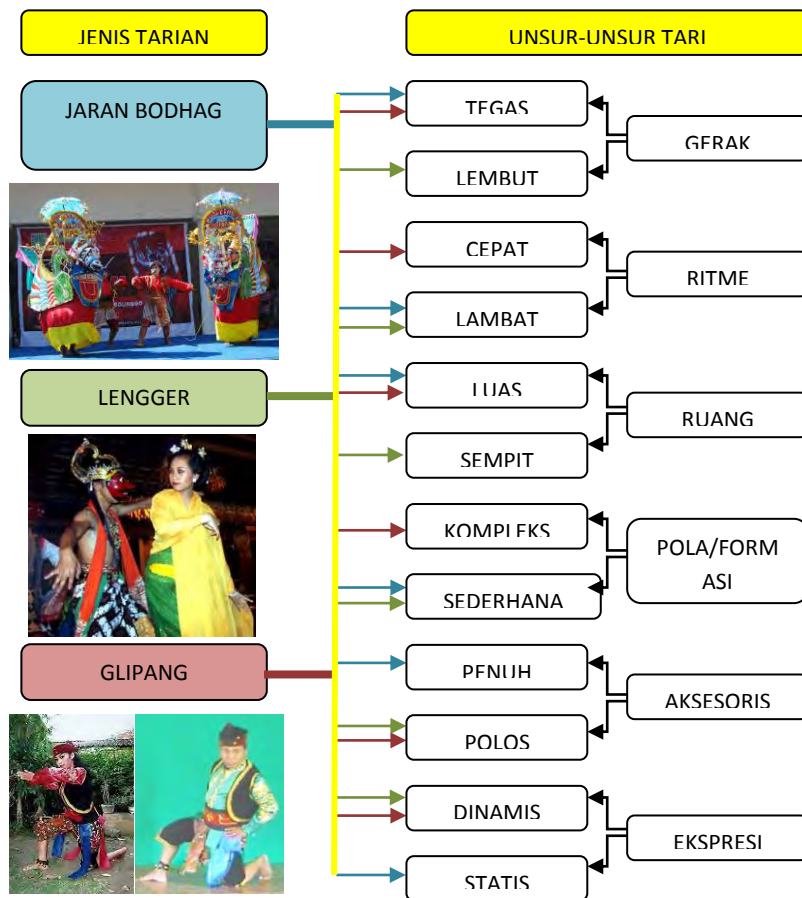 JENIS TARIAN
UNSUR-UNSUR TARI
JARAN BODHAG
TEGAS
GERAK
LEMBUT
CEPAT
RITME
LAMBAT
LENGGER
LUAS
RUANG
SEMPIT
KOMPLEKS
POLA/FORM
ASI
SEDERHANA
GLIPANG
PENUH
AKSESORIS
POLOS
DINAMIS
EKSPRESI
STATIS